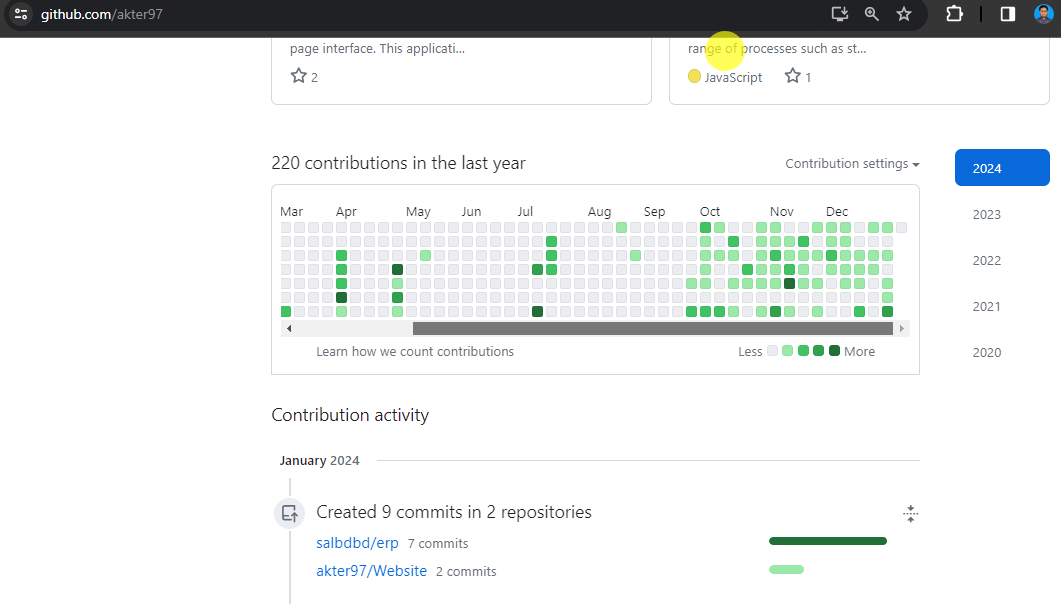 github.com/akter97
page interface. This applicati...
range of processes such as st...
2
JavaScript 1
220 contributions in the last year
Contribution settings
2024
2023
2022
2021
2020
Mar Apr May Jun Jul Aug Sep Oct Nov Dec
Learn how we count contributions
Less More
Contribution activity
January 2024
Created 9 commits in 2 repositories
salbdbd/erp 7 commits
akter97/Website 2 commits